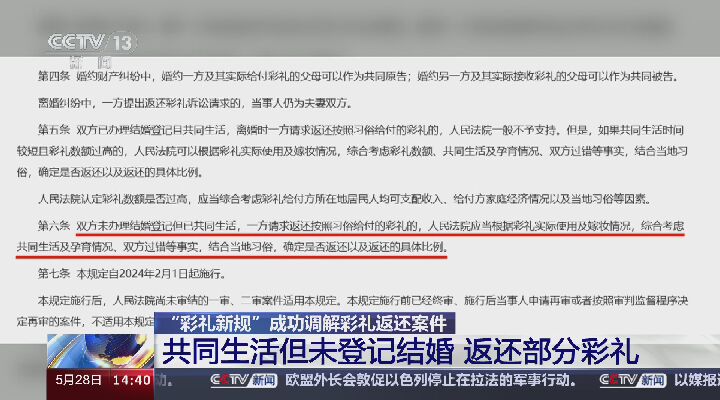 CCTV 13
新闻
第四条 婚约财产纠纷中，婚约一方及其实际给付彩礼的父母可以作为共同原告；婚约另一方及其实际接收彩礼的父母可以作为共同被告。
离婚纠纷中，一方提出返还彩礼诉讼请求的，当事人仍为夫妻双方。
第五条 双方已办理结婚登记且共同生活，离婚时一方请求返还按照习俗给付的彩礼的，人民法院一般不予支持。但是，如果共同生活时间
较短且彩礼数额过高的，人民法院可以根据彩礼实际使用及嫁妆情况，综合考虑彩礼数额、共同生活及孕育情况、双方过错等事实，结合当地习
俗，确定是否返还以及返还的具体比例。
人民法院认定彩礼数额是否过高，应当综合考虑彩礼给付方所在地居民人均可支配收入、给付方家庭经济情况以及当地习俗等因素。
第六条 双方未办理结婚登记但已共同生活，一方请求返还按照习俗给付的彩礼的，人民法院应当根据彩礼实际使用及嫁妆情况，综合考虑
共同生活及孕育情况、双方过错等事实，结合当地习俗，确定是否返还以及返还的具体比例。
第七条 本规定自2024年2月1日起施行。
本规定施行后，人民法院尚未审结的一审、二审案件适用本规定。本规定施行前已经终审、施行后当事人申请再审或者按照审判监督程序决
定再审的案件，不适用本规定
“彩礼新规”成功调解彩礼返还案件
共同生活但未登记结婚 返还部分彩礼
5月28日 14:40 动。 CCTV 新闻 欧盟外长会敦促以色列停止在拉法的军事行动。 CCTV 新闻 以媒报道